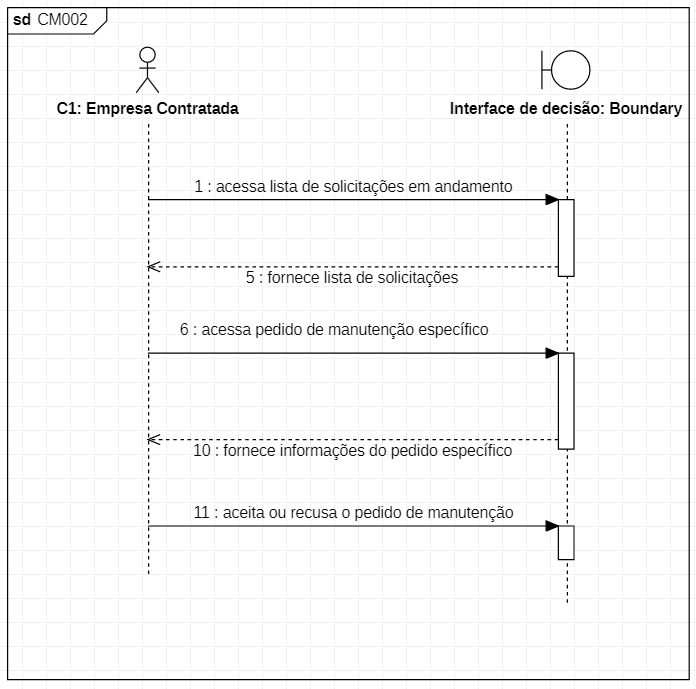 sd CM002
C1: Empresa Contratada
Interface de decisão: Boundary
1 : acessa lista de solicitações em andamento
5 : fornece lista de solicitações
6 : acessa pedido de manutenção específico
10 : fornece informações do pedido específico
11 : aceita ou recusa o pedido de manutenção